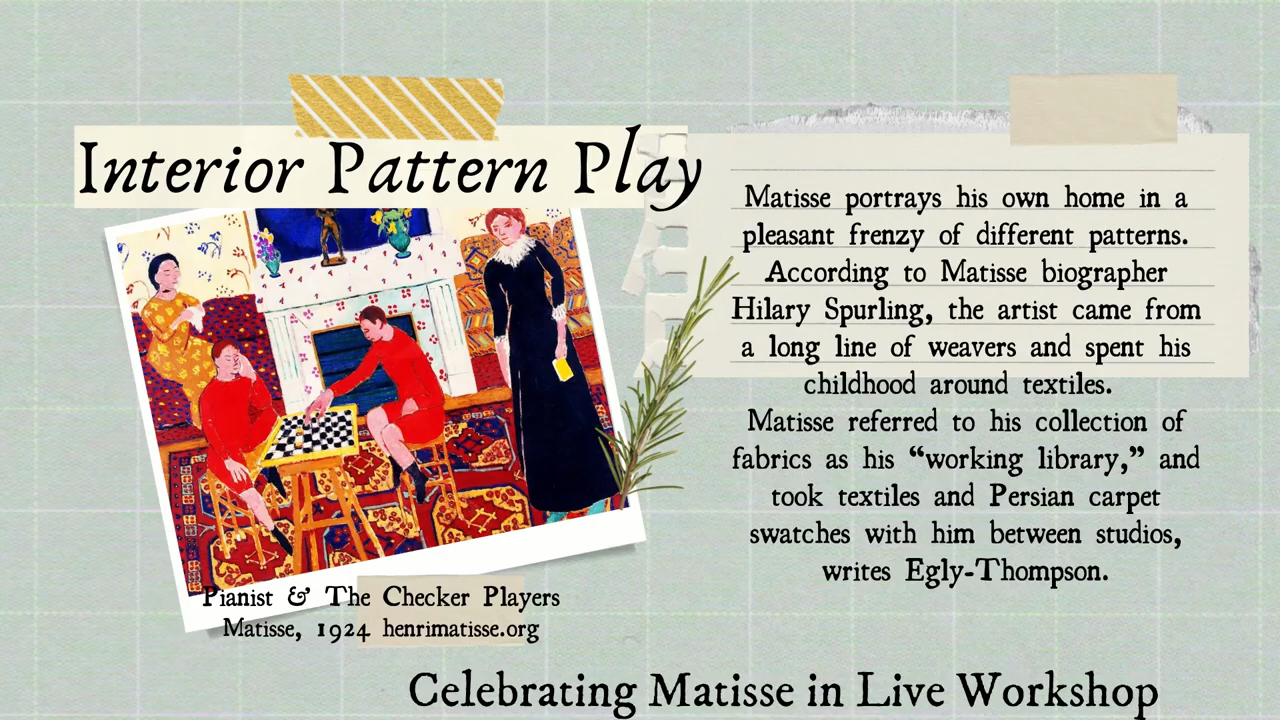 Interior Pattern Play
Matisse portrays his own home in a
pleasant frenzy of different patterns.
According to Matisse biographer
Hilary Spurling, the artist came from
a long line of weavers and spent his
childhood around textiles.
Matisse referred to his collection of
fabrics as his “working library,” and
took textiles and Persian carpet
swatches with him between studios,
writes Egly-Thompson.
Pianist & The Checker Players
Matisse, 1924 henrimatisse.org
Celebrating Matisse in Live Workshop